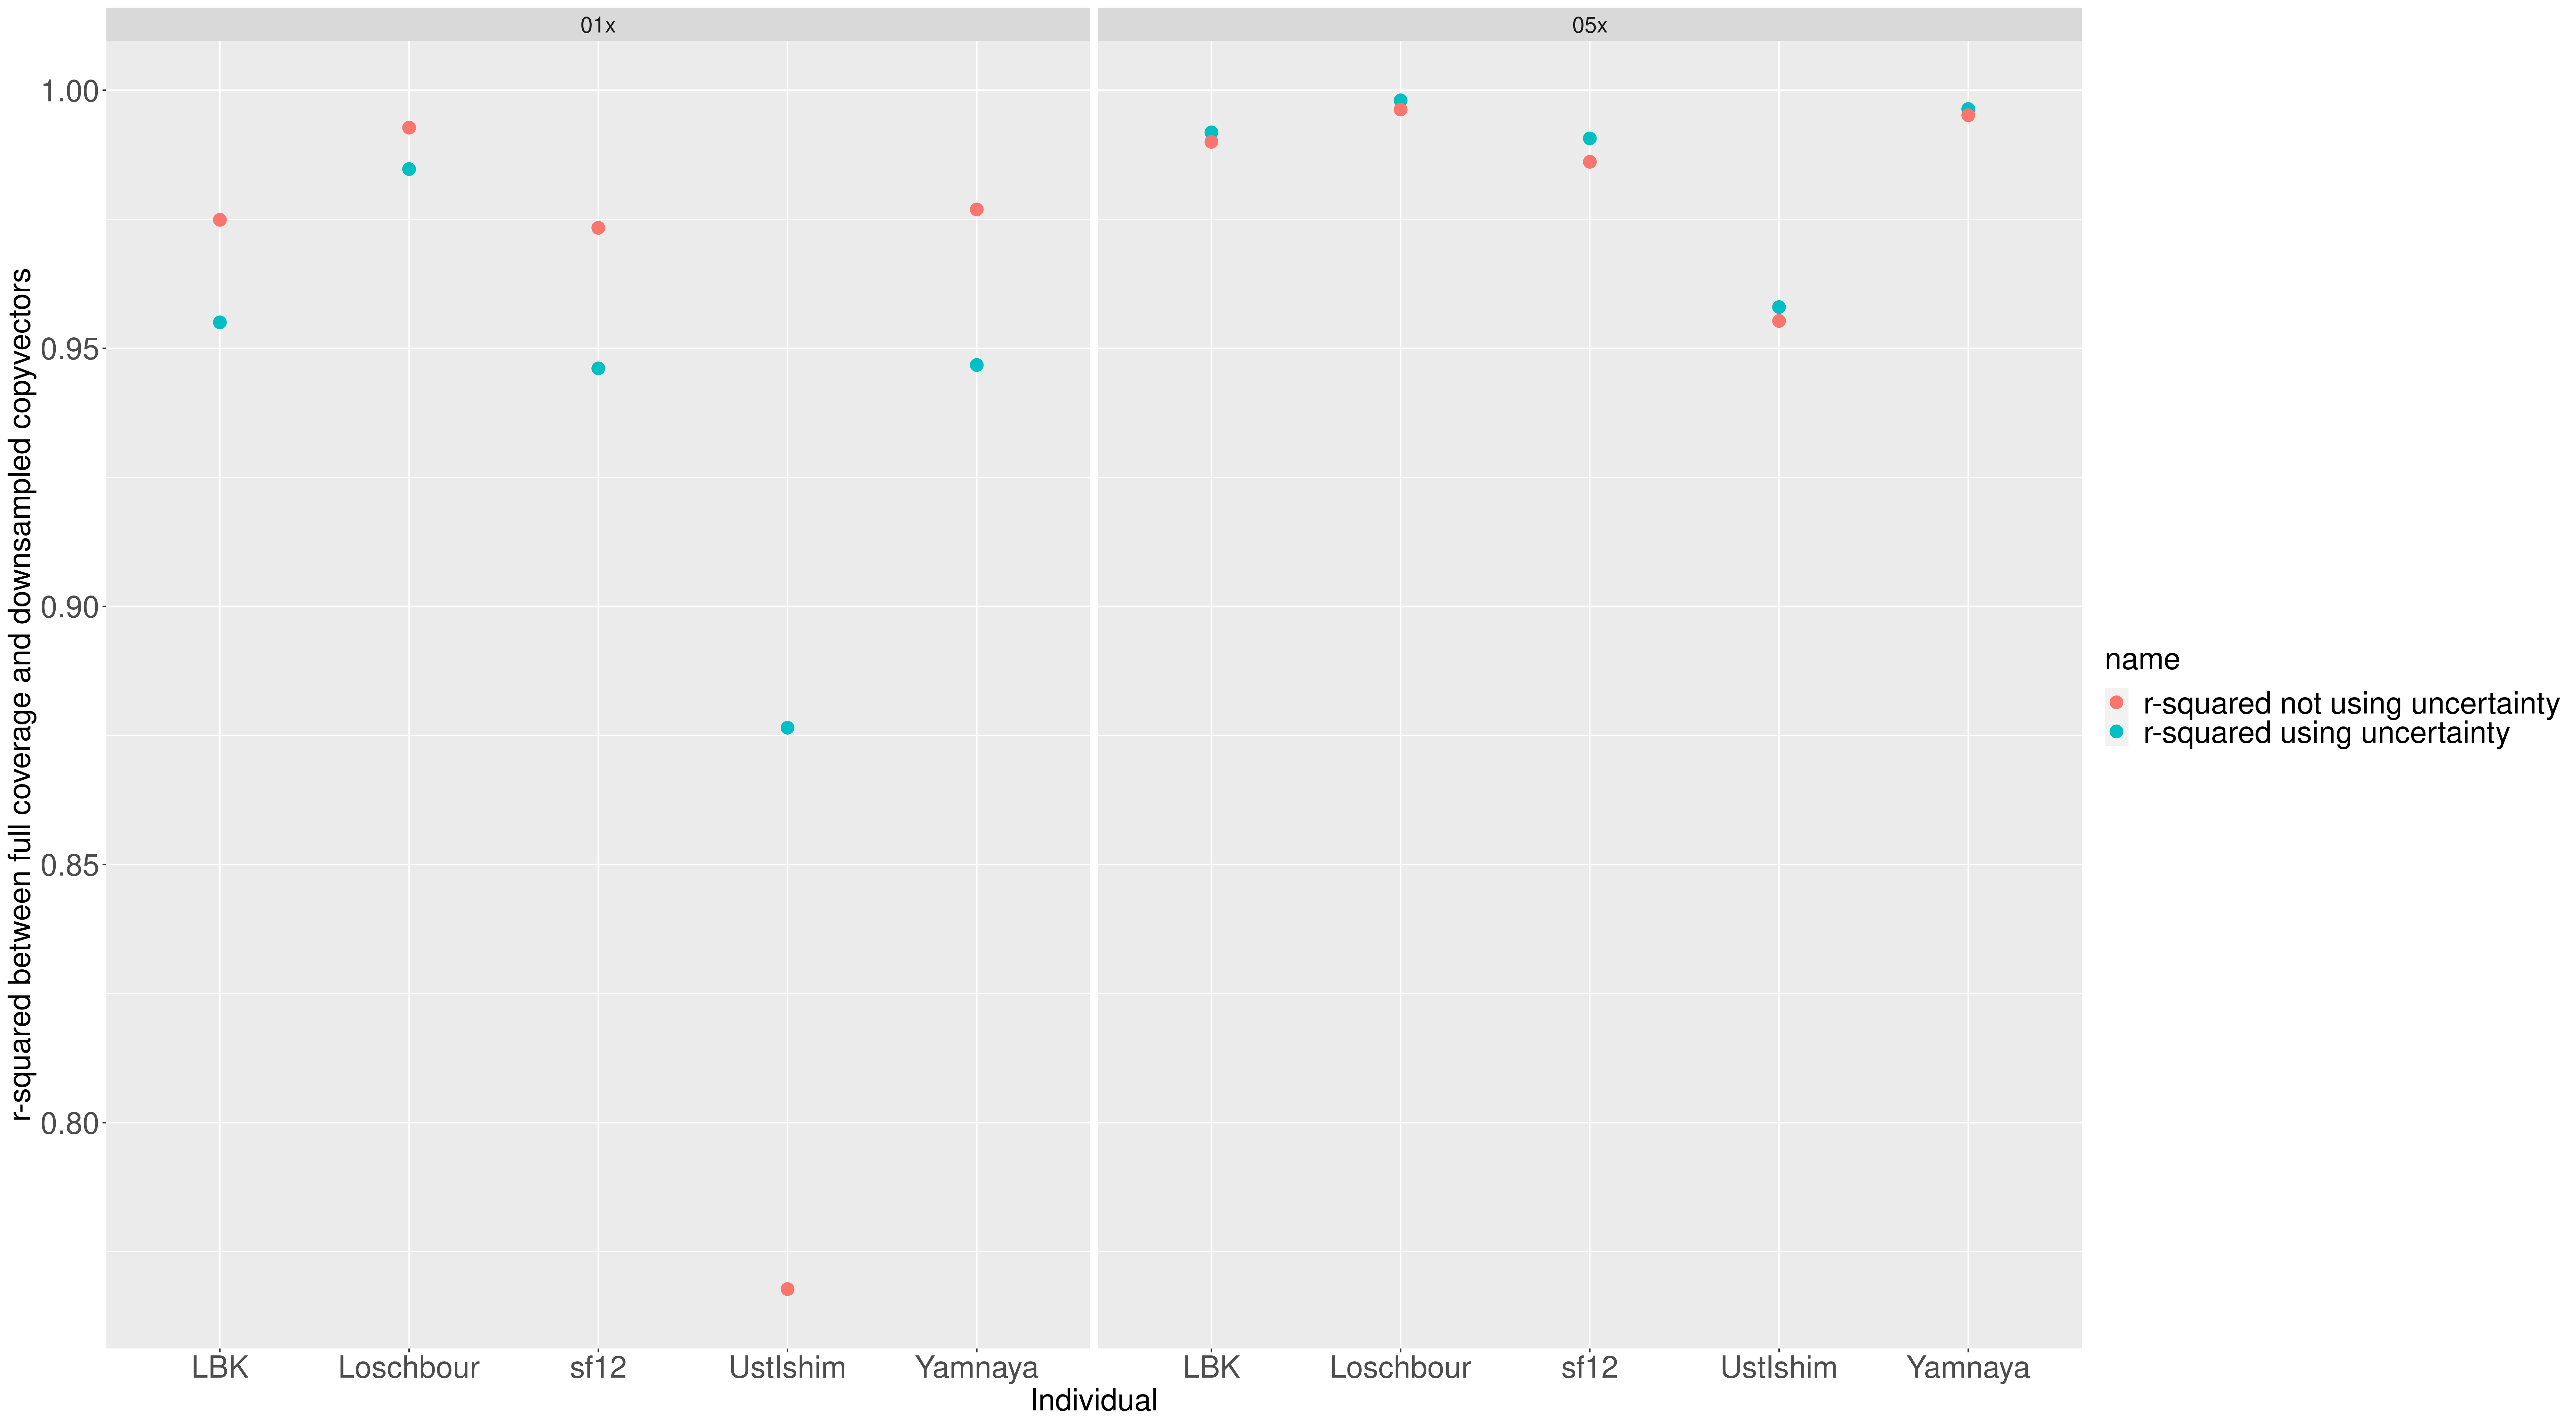 01x
05x
r-squared between full coverage and downsampled copyvectors
1.00
0.95
0.90
0.85
0.80
LBK
Loschbour
sf12
UstIshim
Yamnaya
LBK
Loschbour
sf12
UstIshim
Yamnaya
Individual
name
r-squared not using uncertainty
r-squared using uncertainty